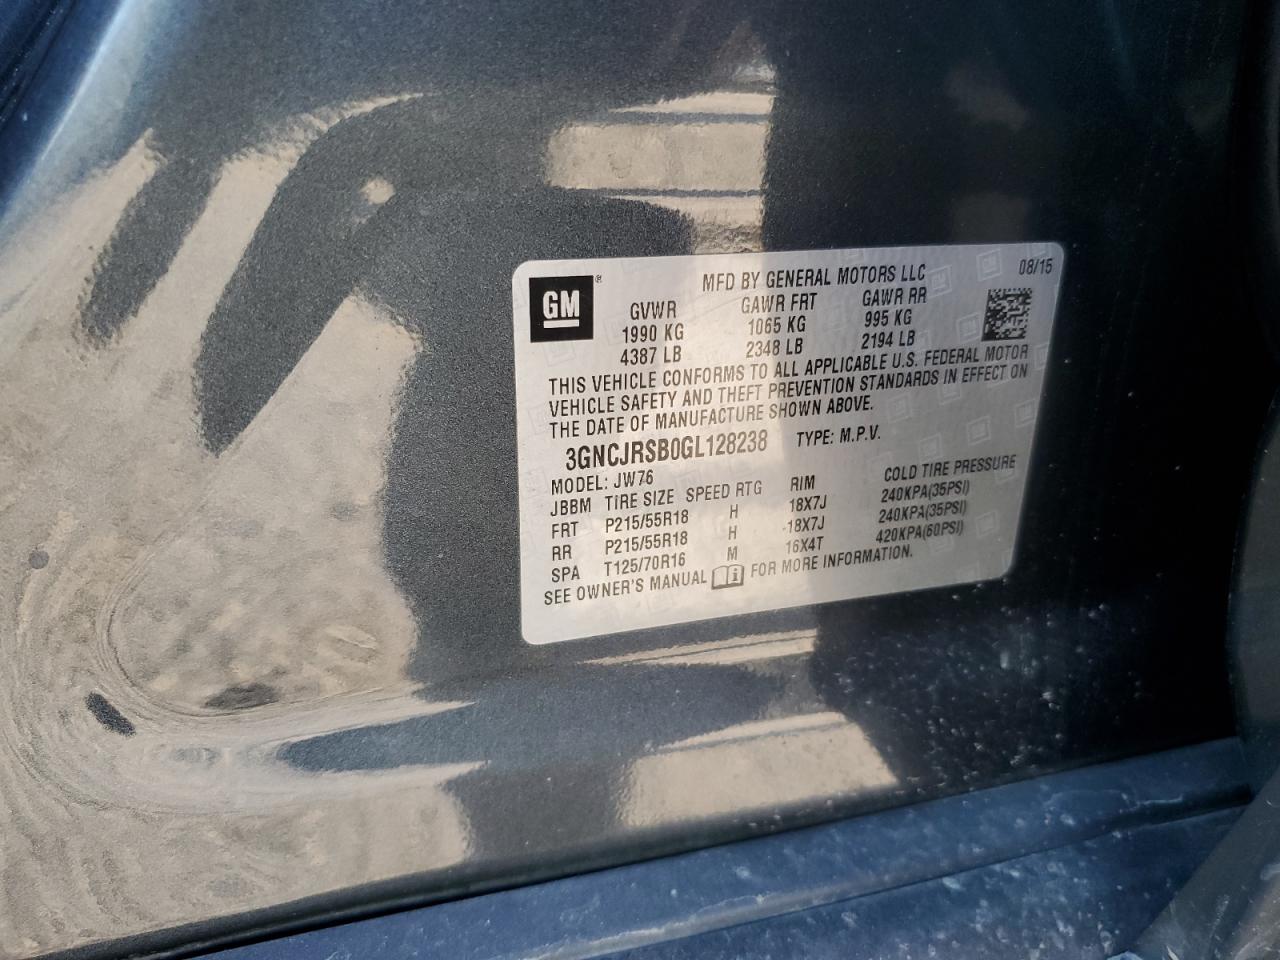 MFD BY GENERAL MOTORS LLC 08/15
GM ®
GVWR GAWR FRT GAWR RR
1990 KG 1065 KG 995 KG
4387 LB 2348 LB 2194 LB
THIS VEHICLE CONFORMS TO ALL APPLICABLE U.S. FEDERAL MOTOR
VEHICLE SAFETY AND THEFT PREVENTION STANDARDS IN EFFECT ON
THE DATE OF MANUFACTURE SHOWN ABOVE.
3GNCJRSB0GL128238 TYPE: M.P.V.
MODEL: JW76
JBBM TIRE SIZE SPEED RTG RIM COLD TIRE PRESSURE
FRT P215/55R18 H 18X7J 240KPA(35PSI)
RR P215/55R18 H 18X7J 240KPA(35PSI)
SPA T125/70R16 M 16X4T 420KPA(60PSI)
SEE OWNER'S MANUAL i FOR MORE INFORMATION.